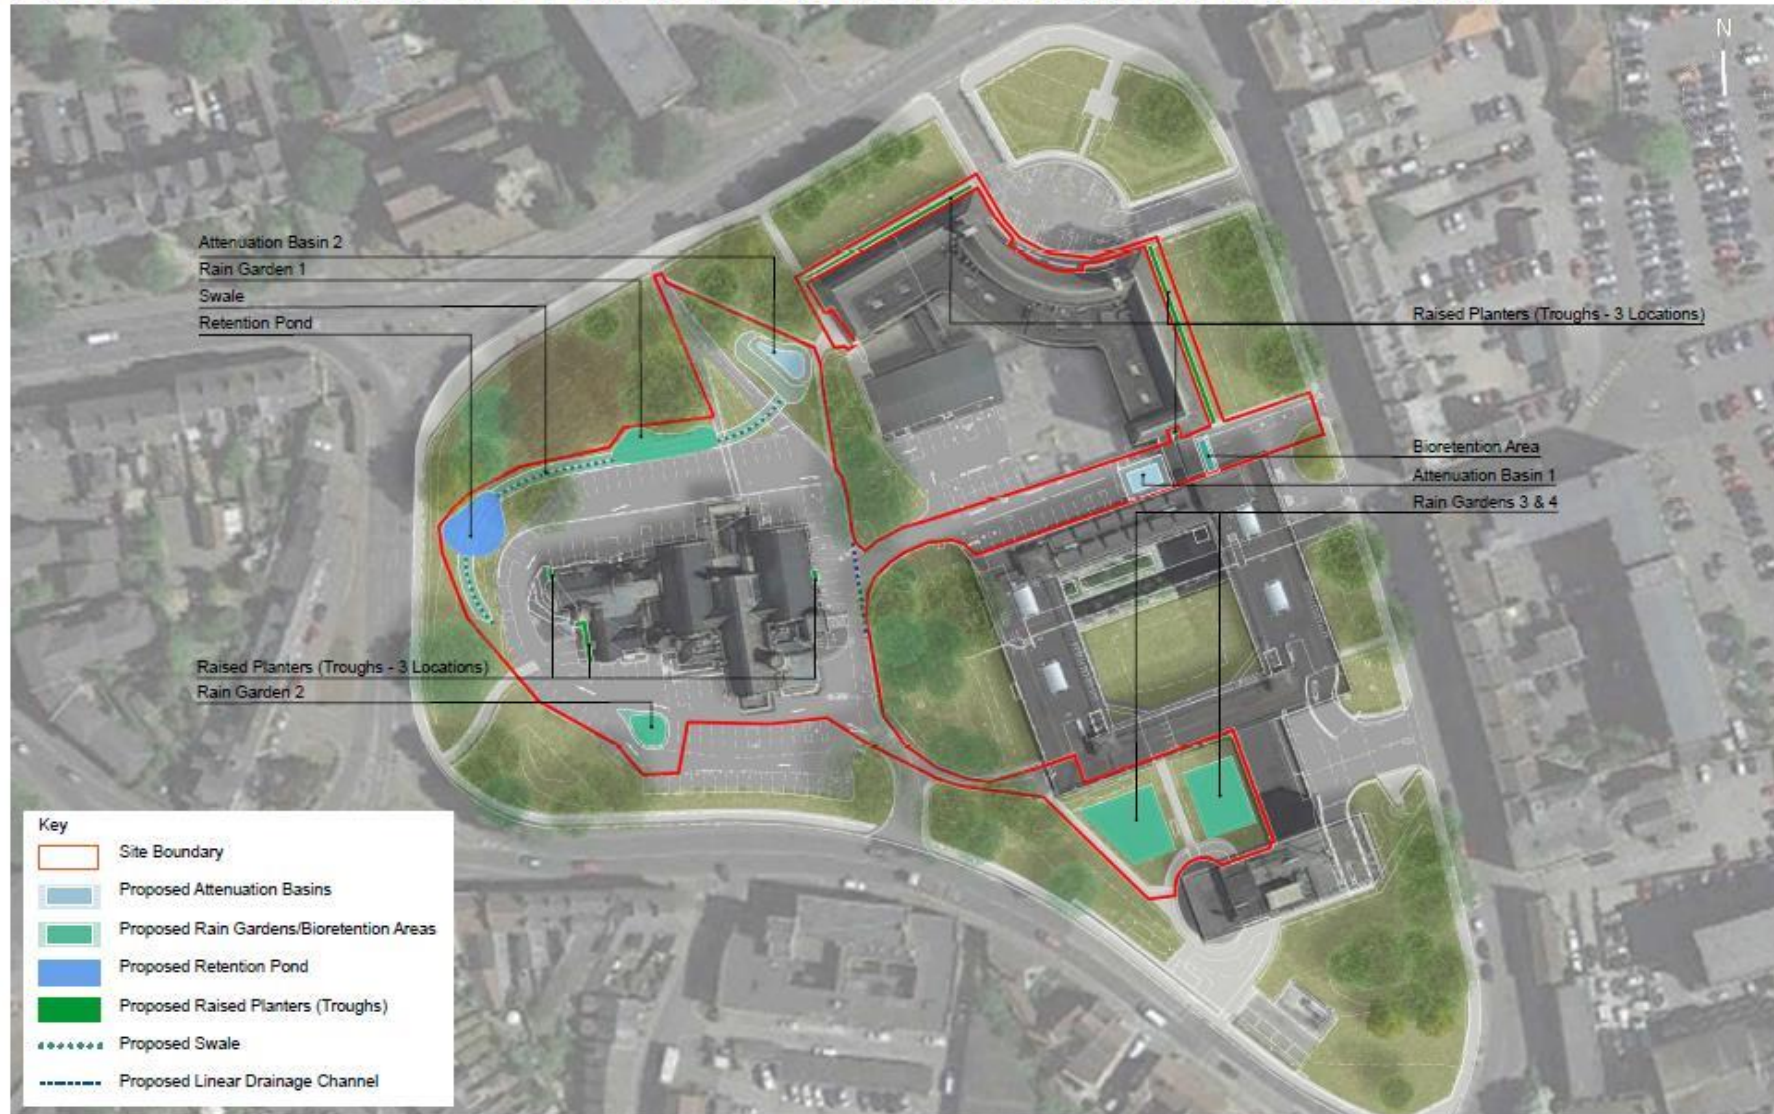 N
Attenuation Basin 2
Rain Garden 1
Swale
Retention Pond
Raised Planters (Troughs - 3 Locations)
Bioretention Area
Attenuation Basin 1
Rain Gardens 3 & 4
Raised Planters (Troughs - 3 Locations)
Rain Garden 2
Key
Site Boundary
Proposed Attenuation Basins
Proposed Rain Gardens/Bioretention Areas
Proposed Retention Pond
Proposed Raised Planters (Troughs)
Proposed Swale
Proposed Linear Drainage Channel